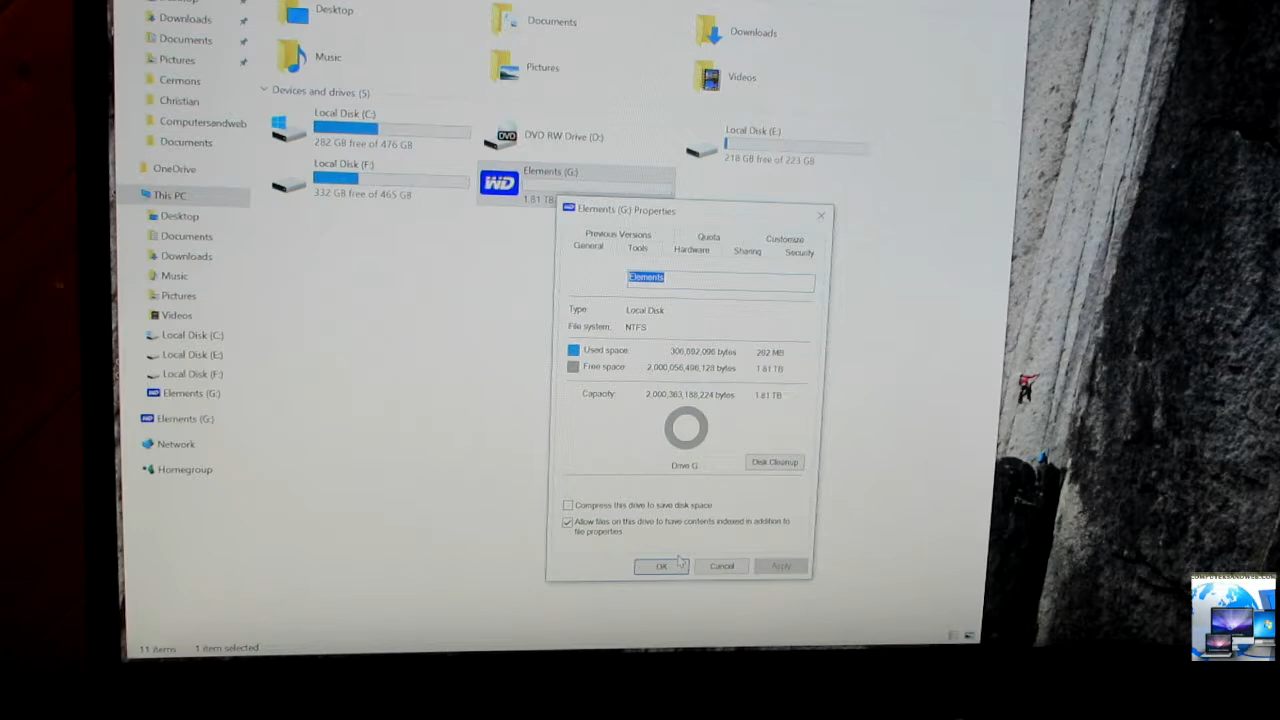 Downloads
Documents
Pictures
Cermons
Christian
Computersandweb
Documents
OneDrive
This PC
Desktop
Documents
Downloads
Music
Pictures
Videos
Local Disk (C:)
Local Disk (E:)
Local Disk (F:)
Elements (G:)
Elements (G:)
Network
Homegroup
11 items 1 item selected
Desktop
Documents
Downloads
Music
Pictures
Videos
Devices and drives (5)
Local Disk (C:)
282 GB free of 476 GB
DVD
DVD RW Drive (D:)
Local Disk (E:)
218 GB free of 223 GB
Local Disk (F:)
332 GB free of 465 GB
WD
Elements (G:)
1.81 TB
WD Elements (G:) Properties
Previous Versions Quota Customize
General Tools Hardware Sharing Security
Elements
Type: Local Disk
File system: NTFS
Used space: 306,692,096 bytes 292 MB
Free space: 2,000,056,496,128 bytes 1.81 TB
Capacity: 2,000,363,188,224 bytes 1.81 TB
Drive G:
Disk Cleanup
Compress this drive to save disk space
Allow files on this drive to have contents indexed in addition to
file properties
OK Cancel Apply
COMPUTERSANDWEB.COM